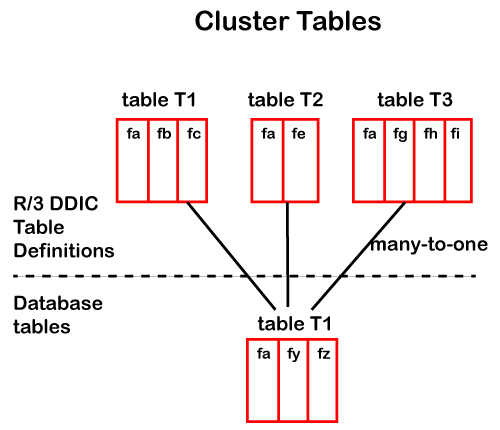 Cluster Tables
table T1 table T2 table T3
fa fb fc fa fe fa fg fh fi
R/3 DDIC
Table
Definitions
many-to-one
Database
tables
table T1
fa fy fz